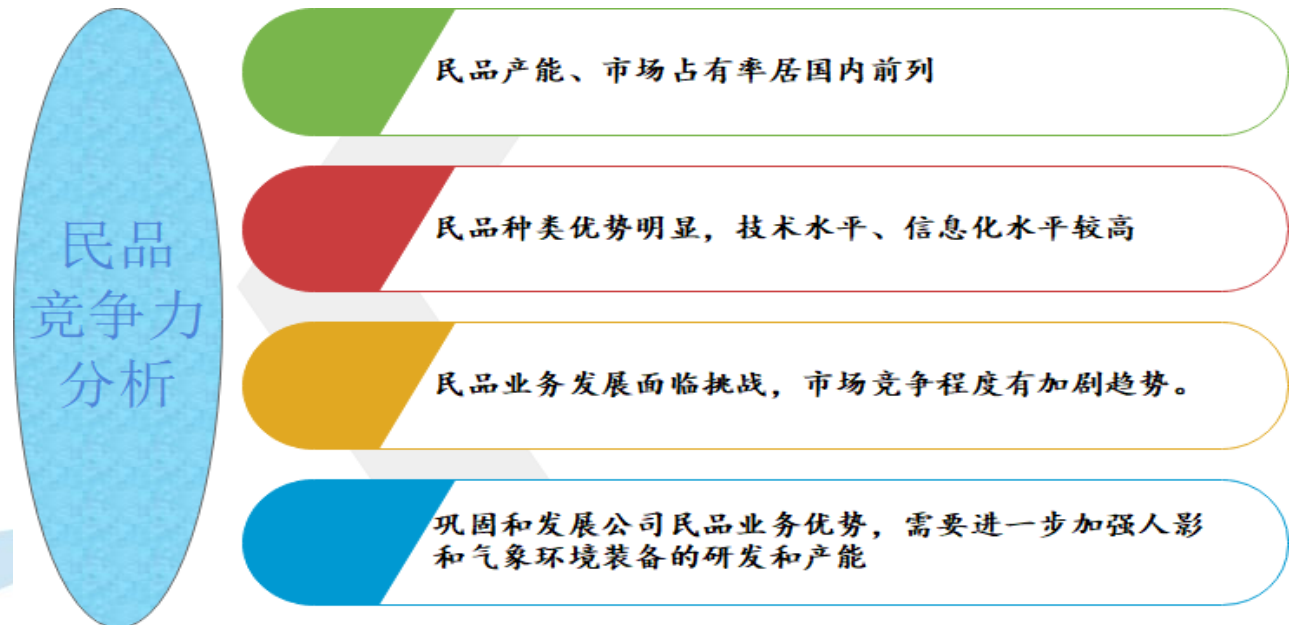 民品
竞争力
分析
民品产能、市场占有率居国内前列
民品种类优势明显，技术水平、信息化水平较高
民品业务发展面临挑战，市场竞争程度有加剧趋势。
巩固和发展公司民品业务优势，需要进一步加强人影
和气象环境装备的研发和产能